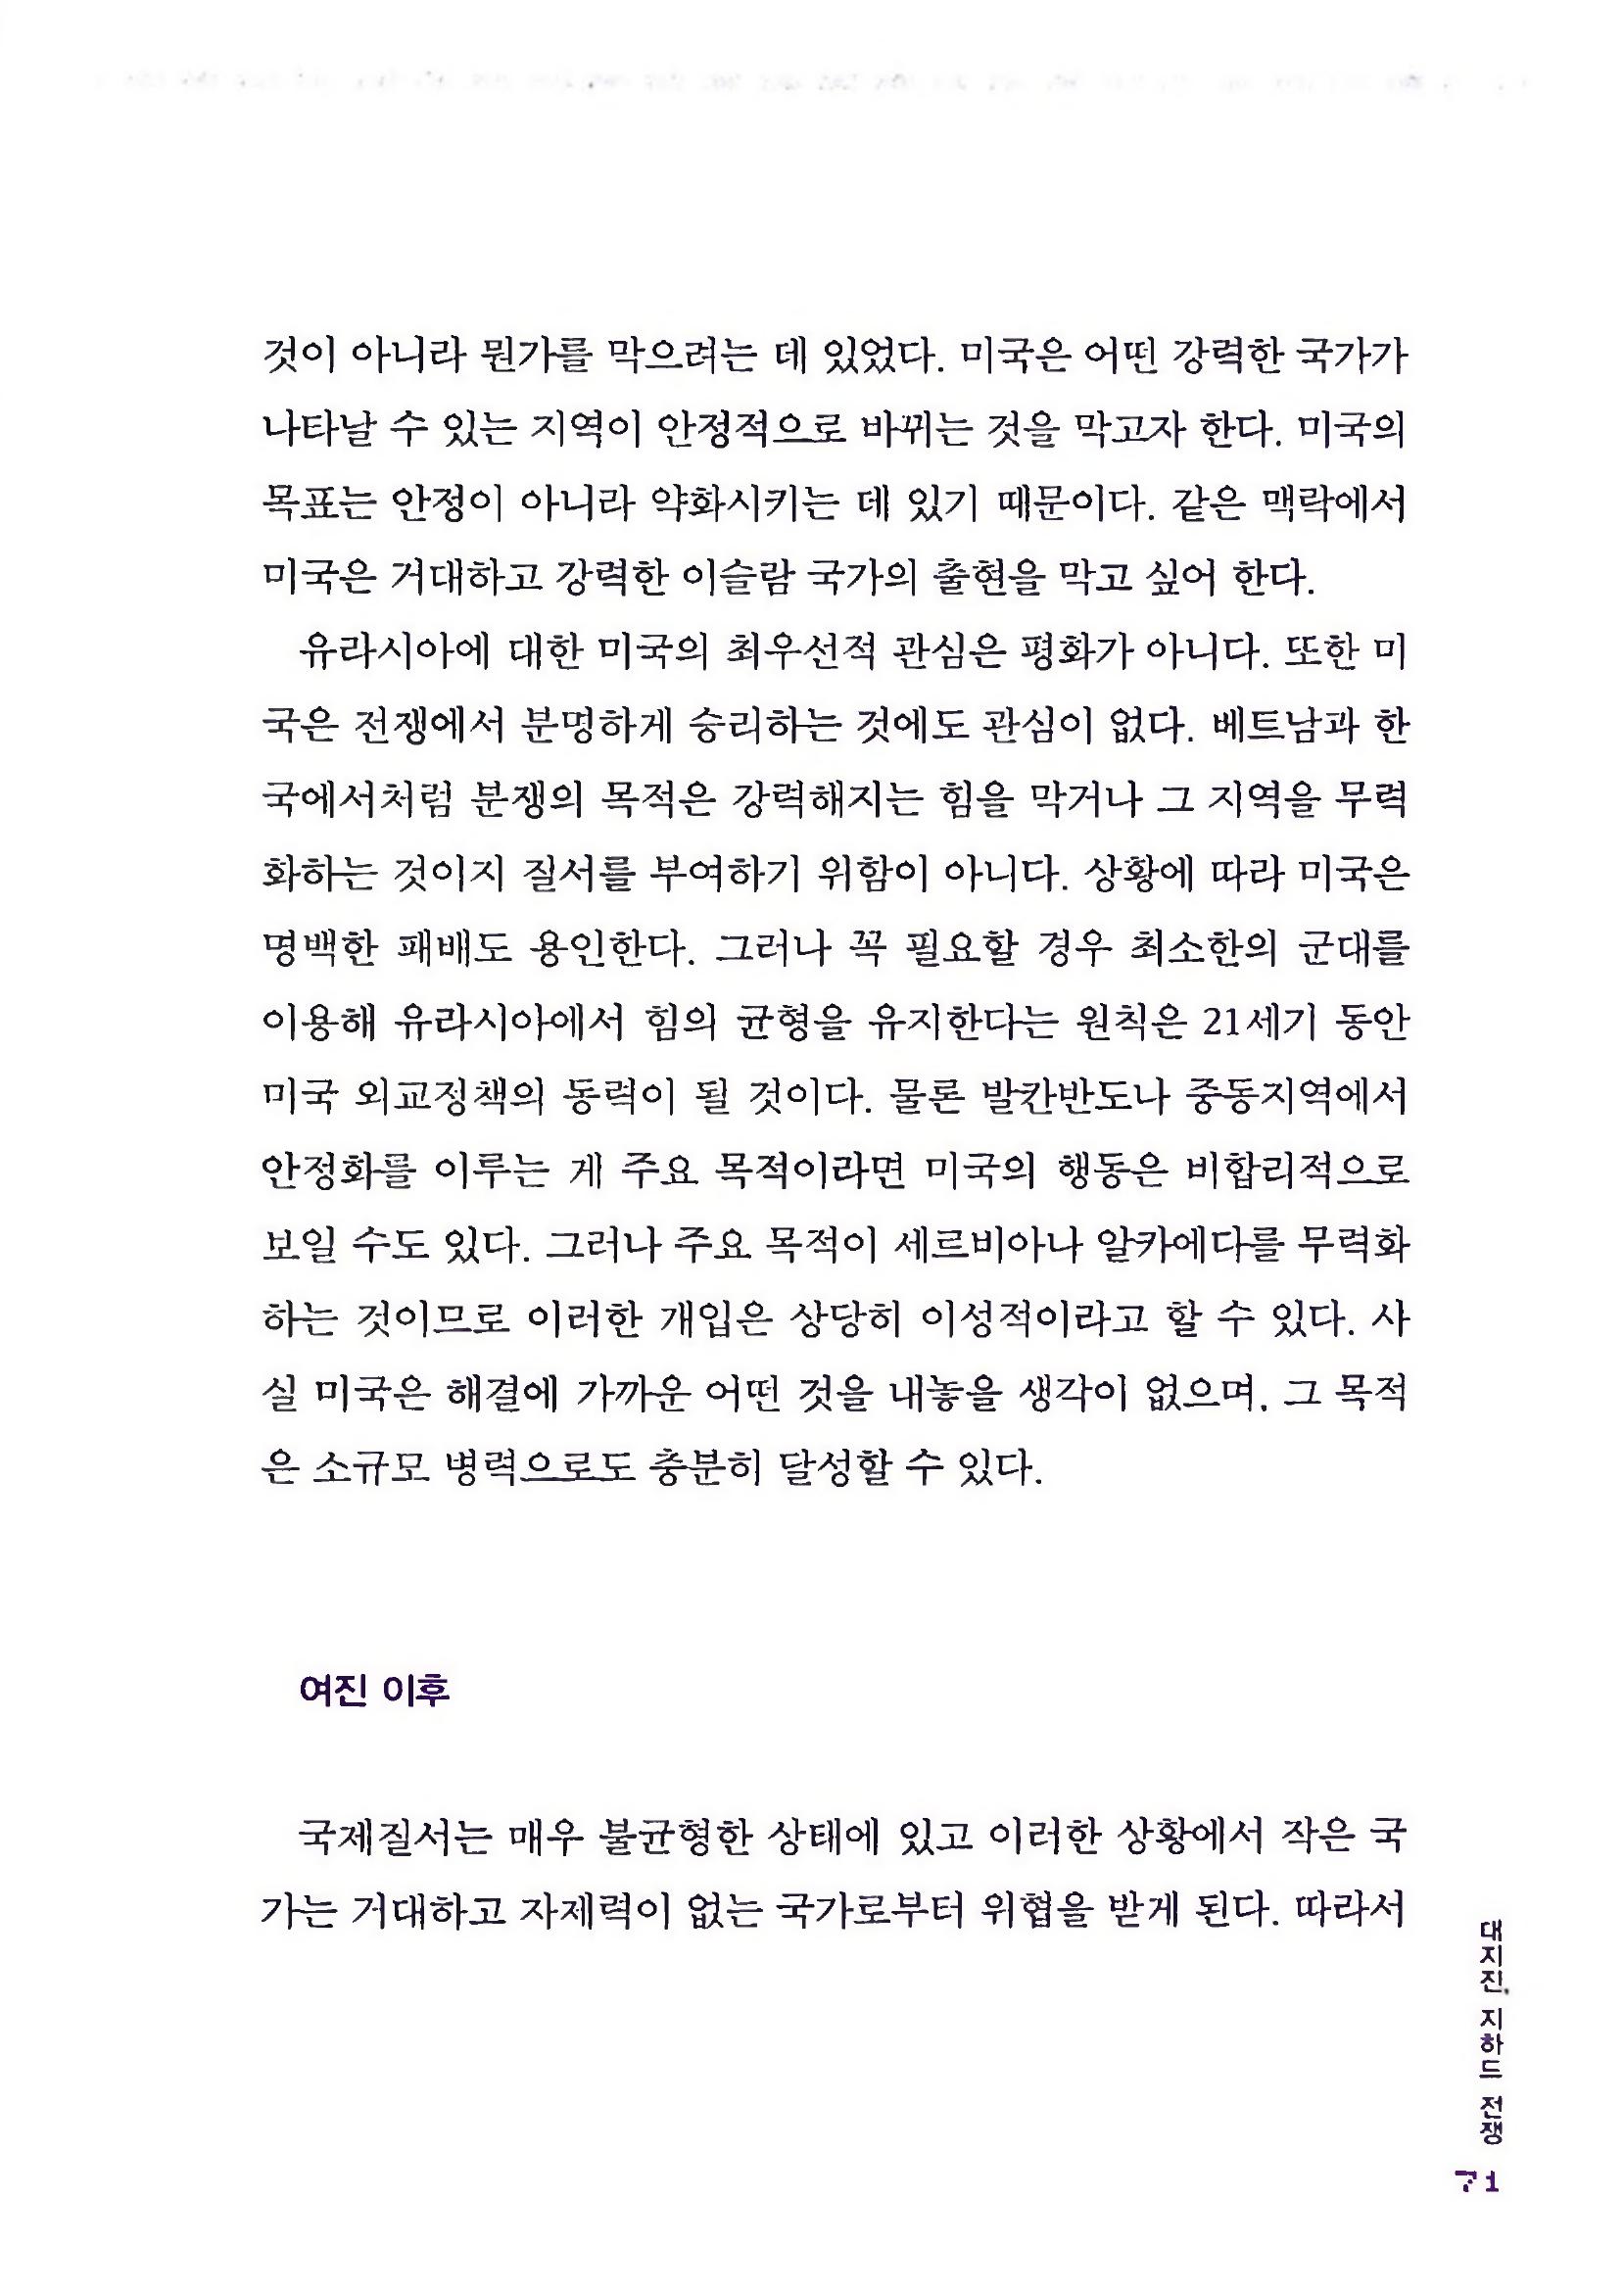 것이 아니라 뭔가를 막으려는 데 있었다. 미국은 어떤 강력한 국가가
나타날 수 있는 지역이 안정적으로 바뀌는 것을 막고자 한다. 미국의
목표는 안정이 아니라 약화시키는 데 있기 때문이다. 같은 맥락에서
미국은 거대하고 강력한 이슬람 국가의 출현을 막고 싶어 한다.
유라시아에 대한 미국의 최우선적 관심은 평화가 아니다. 또한 미
국은 전쟁에서 분명하게 승리하는 것에도 관심이 없다. 베트남과 한
국에서처럼 분쟁의 목적은 강력해지는 힘을 막거나 그 지역을 무력
화하는 것이지 질서를 부여하기 위함이 아니다. 상황에 따라 미국은
명백한 패배도 용인한다. 그러나 꼭 필요할 경우 최소한의 군대를
이용해 유라시아에서 힘의 균형을 유지한다는 원칙은 21세기 동안
미국 외교정책의 동력이 될 것이다. 물론 발칸반도나 중동지역에서
안정화를 이루는 게 주요 목적이라면 미국의 행동은 비합리적으로
보일 수도 있다. 그러나 주요 목적이 세르비아나 알카에다를 무력화
하는 것이므로 이러한 개입은 상당히 이성적이라고 할 수 있다. 사
실 미국은 해결에 가까운 어떤 것을 내놓을 생각이 없으며, 그 목적
은 소규모 병력으로도 충분히 달성할 수 있다.
여진 이후
국제질서는 매우 불균형한 상태에 있고 이러한 상황에서 작은 국
가는 거대하고 자제력이 없는 국가로부터 위협을 받게 된다. 따라서
대지진, 지하드 전쟁
71